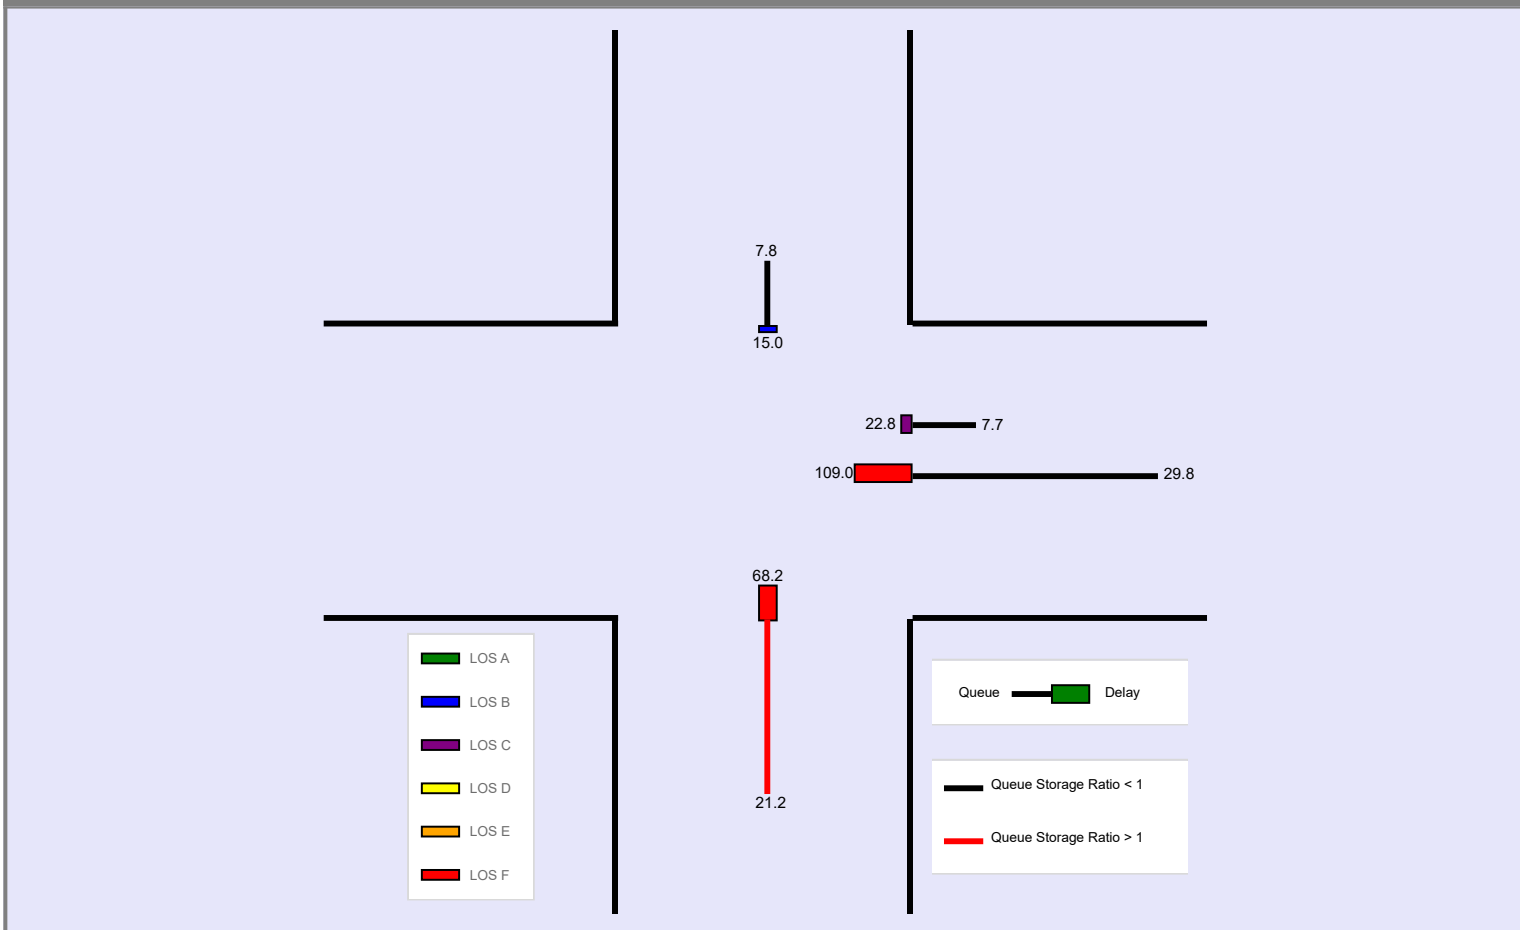 7.8
15.0
22.8 7.7
109.0 29.8
68.2
21.2
LOS A
LOS B
LOS C
LOS D
LOS E
LOS F
Queue Delay
Queue Storage Ratio < 1
Queue Storage Ratio > 1